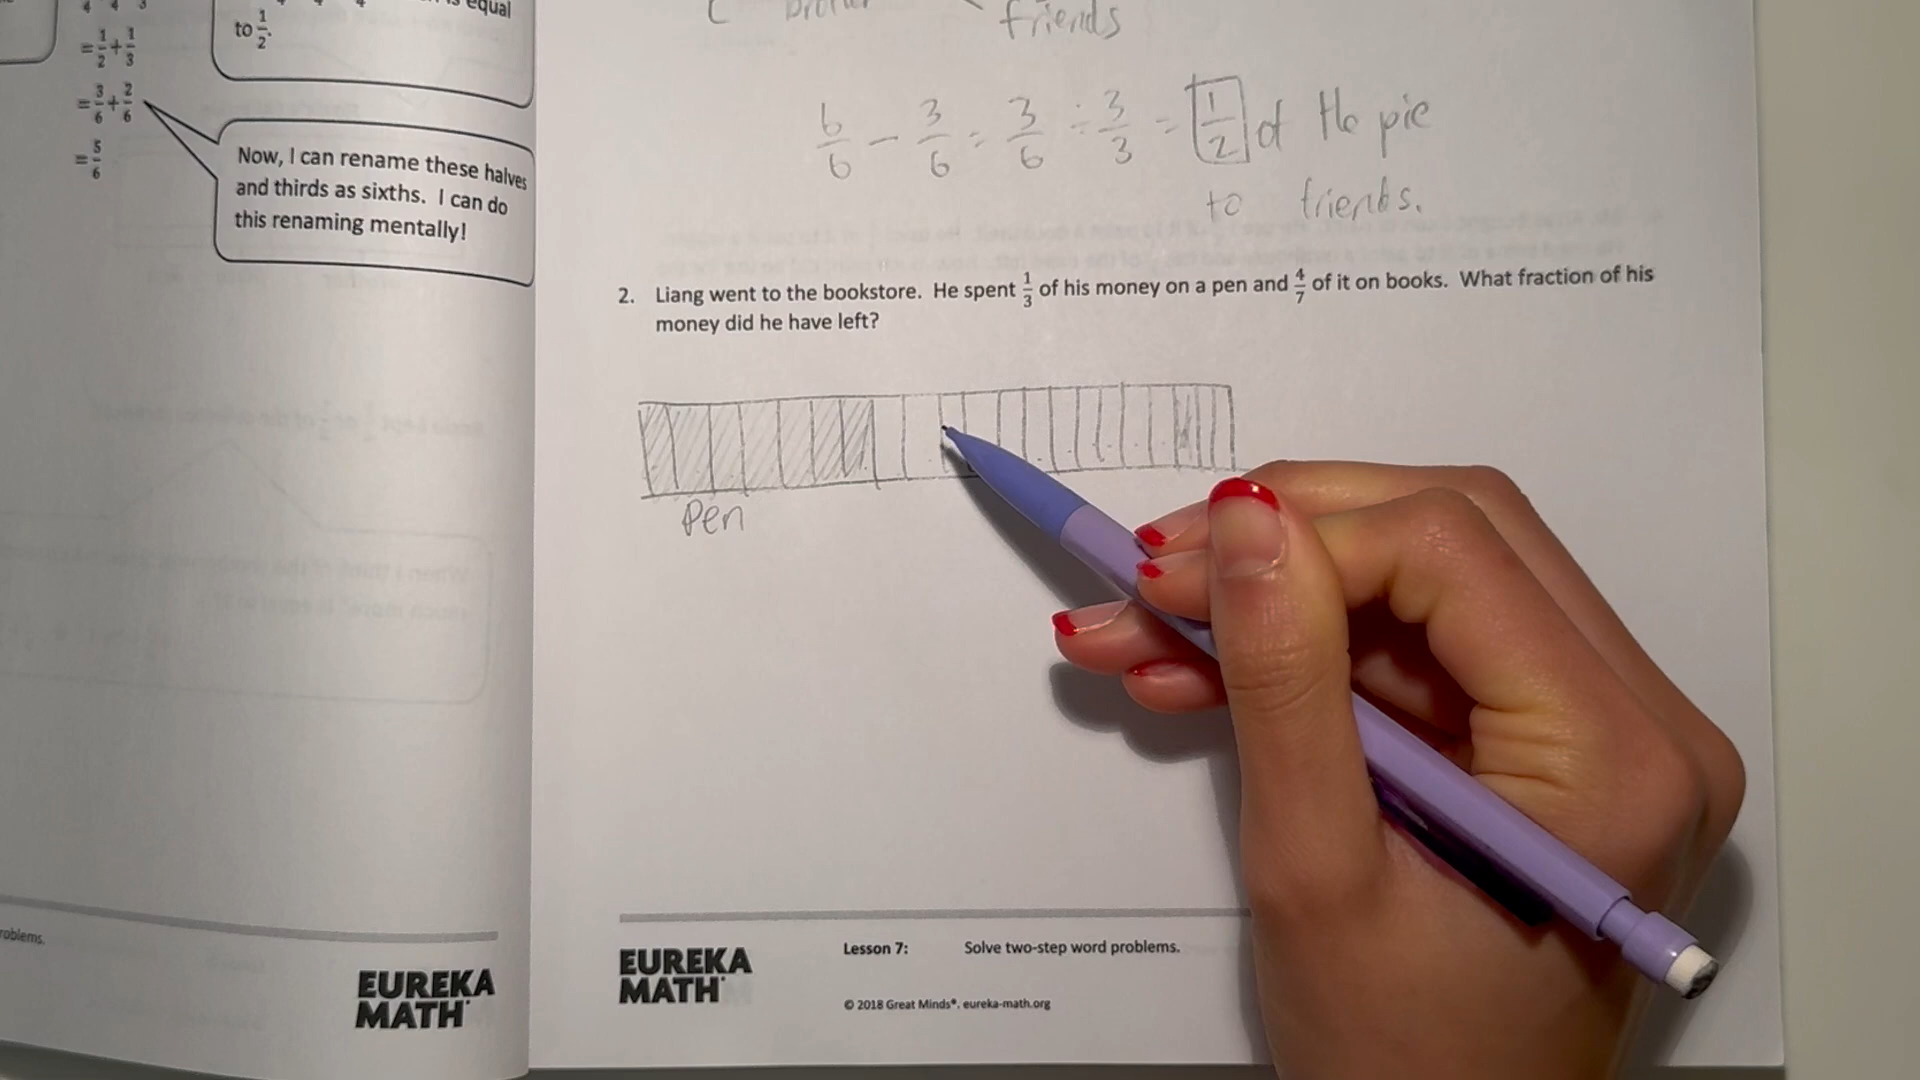 equal
to 1/2.
= 1/2 + 1/3
= 3/6 + 2/6
= 5/6
Now, I can rename these halves
and thirds as sixths. I can do
this renaming mentally!
EUREKA
MATH
friends
6/6 - 3/6 = 3/6 ÷ 3/3 = 1/2 of the pie
to friends.
2. Liang went to the bookstore. He spent 1/3 of his money on a pen and 4/7 of it on books. What fraction of his
money did he have left?
Pen
EUREKA
MATH
Lesson 7: Solve two-step word problems.
© 2018 Great Minds®. eureka-math.org